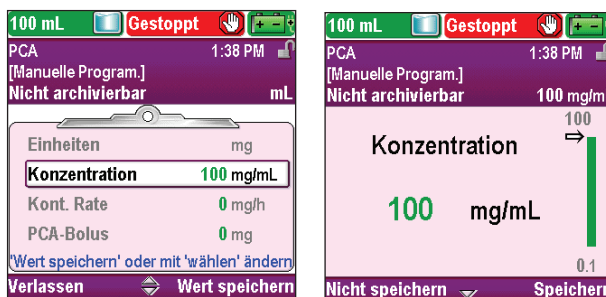 100 mL Gestoppt
PCA 1:38 PM
[Manuelle Program.]
Nicht archivierbar mL
Einheiten mg
Konzentration 100 mg/mL
Kont. Rate 0 mg/h
PCA-Bolus 0 mg
'Wert speichern' oder mit 'wählen' ändern
Verlassen Wert speichern
100 mL Gestoppt
PCA 1:38 PM
[Manuelle Program.]
Nicht archivierbar 100 mg/m
100
Konzentration
100 mg/mL
0.1
Nicht speichern Speichern